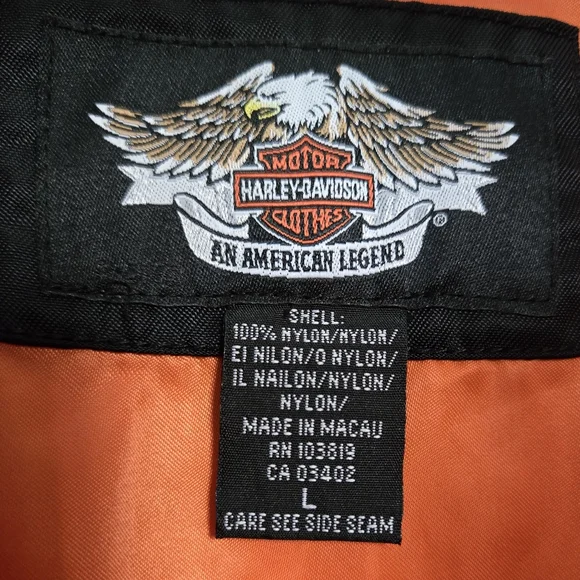 MOTOR
HARLEY-DAVIDSON
CLOTHES
®
AN AMERICAN LEGEND
SHELL:
100% NYLON/NYLON/
EI NILON/O NYLON/
IL NAILON/NYLON/
NYLON/
MADE IN MACAU
RN 103819
CA 03402
L
CARE SEE SIDE SEAM